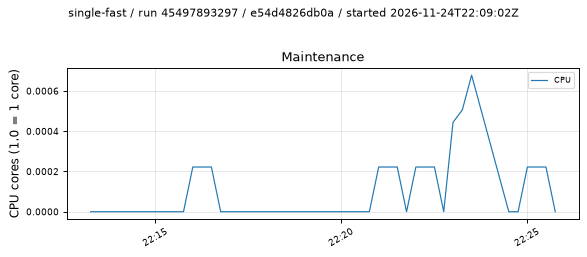 single-fast / run 45497893297 / e54d4826db0a / started 2026-11-24T22:09:02Z
Maintenance
CPU cores (1.0 = 1 core)
0.0006
0.0004
0.0002
0.0000
CPU
22:15
22:20
22:25